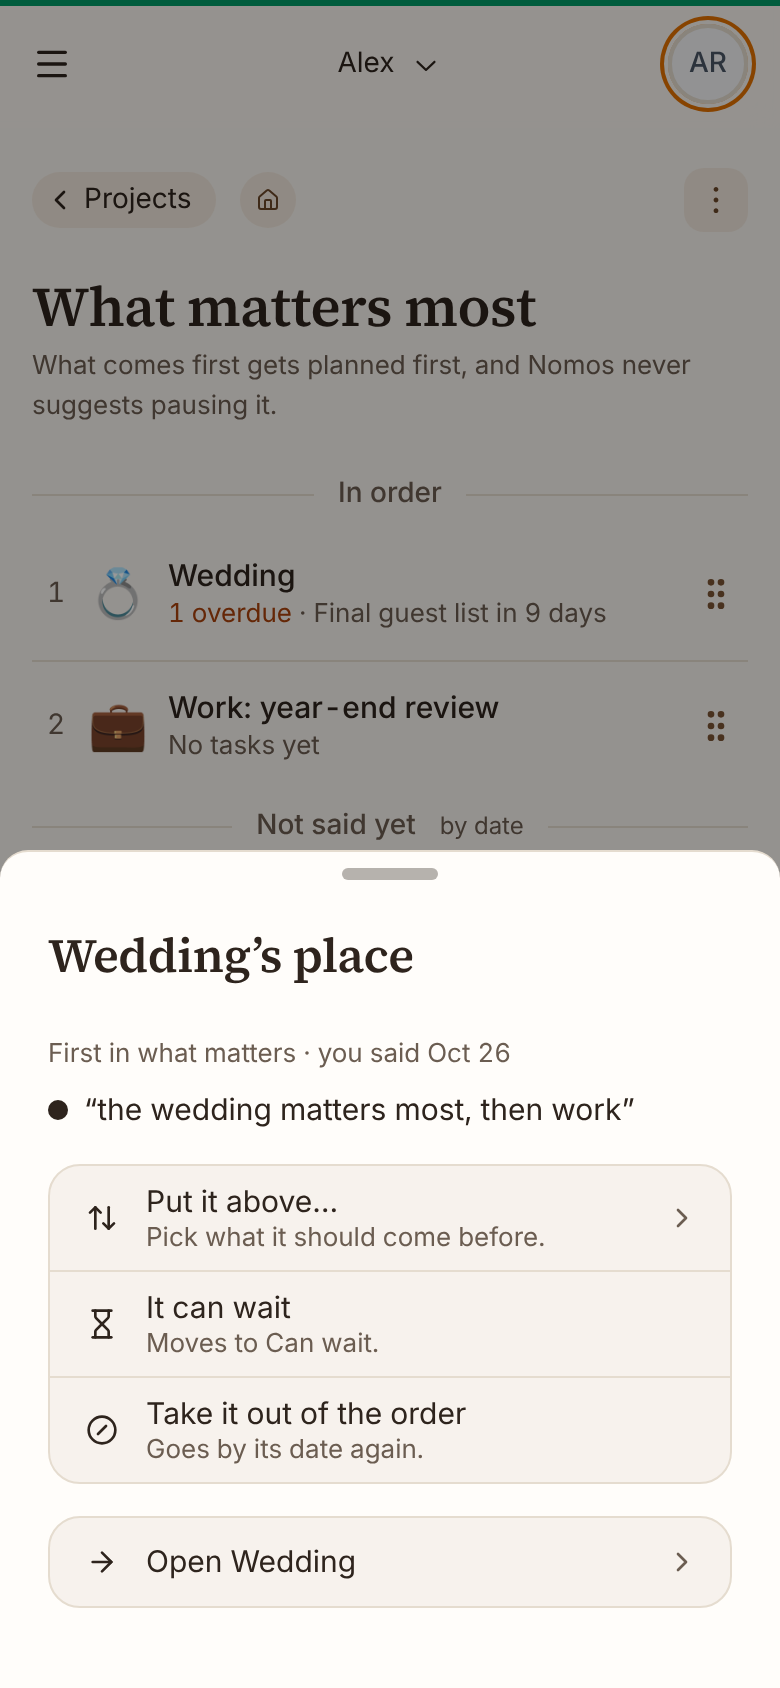 Alex
AR
Projects
What matters most
What comes first gets planned first, and Nomos never
suggests pausing it.
In order
1
Wedding
1 overdue · Final guest list in 9 days
2
Work: year-end review
No tasks yet
Not said yet by date
Wedding’s place
First in what matters · you said Oct 26
“the wedding matters most, then work”
Put it above…
Pick what it should come before.
It can wait
Moves to Can wait.
Take it out of the order
Goes by its date again.
Open Wedding